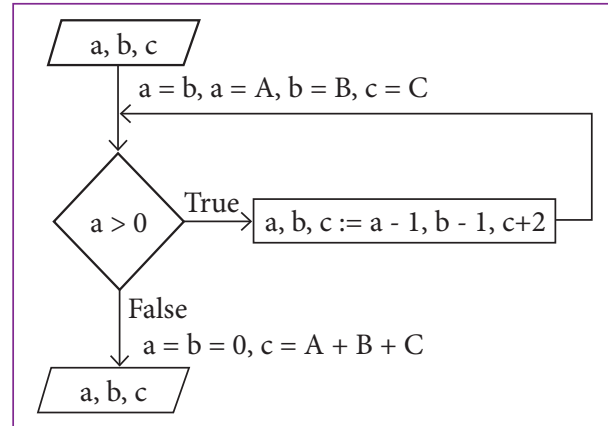 a, b, c
a = b, a = A, b = B, c = C
a > 0
True
a, b, c := a - 1, b - 1, c+2
False
a = b = 0, c = A + B + C
a, b, c